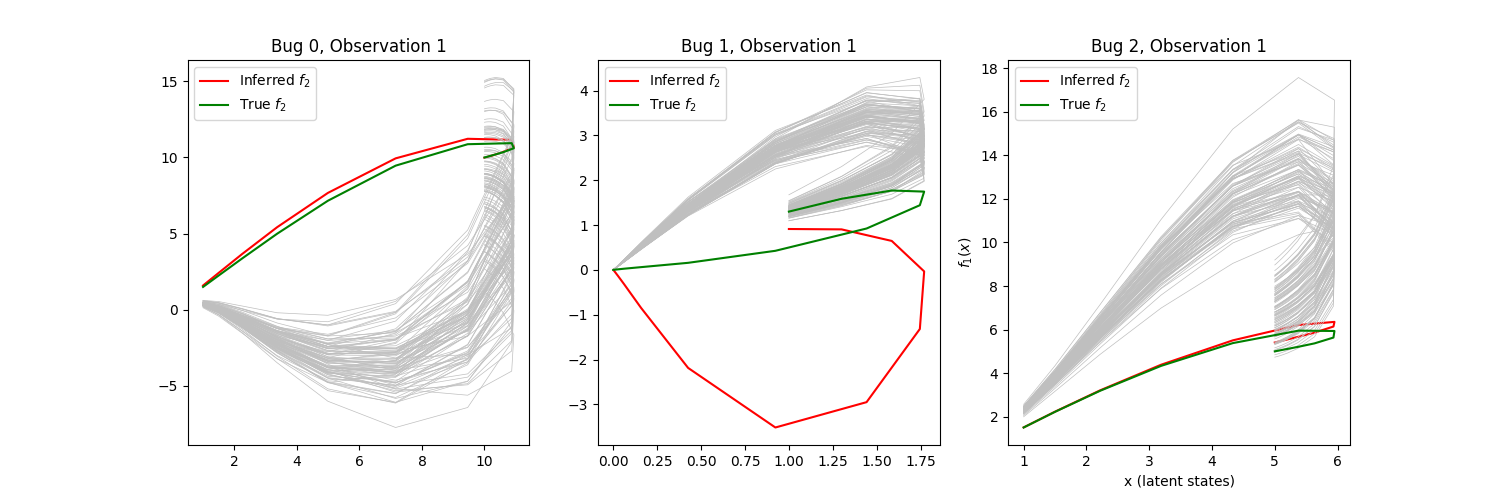 Bug 0, Observation 1
Inferred f₂
True f₂
15
10
5
0
−5
2 4 6 8 10
Bug 1, Observation 1
Inferred f₂
True f₂
4
3
2
1
0
−1
−2
−3
0.00 0.25 0.50 0.75 1.00 1.25 1.50 1.75
Bug 2, Observation 1
Inferred f₂
True f₂
f₁(x)
18
16
14
12
10
8
6
4
2
1 2 3 4 5 6
x (latent states)